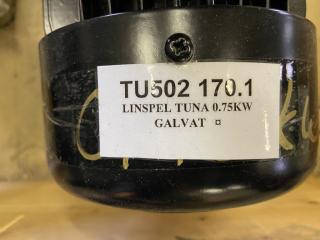 TU502 170.1
LINSPEL TUNA 0.75KW
GALVAT ¤